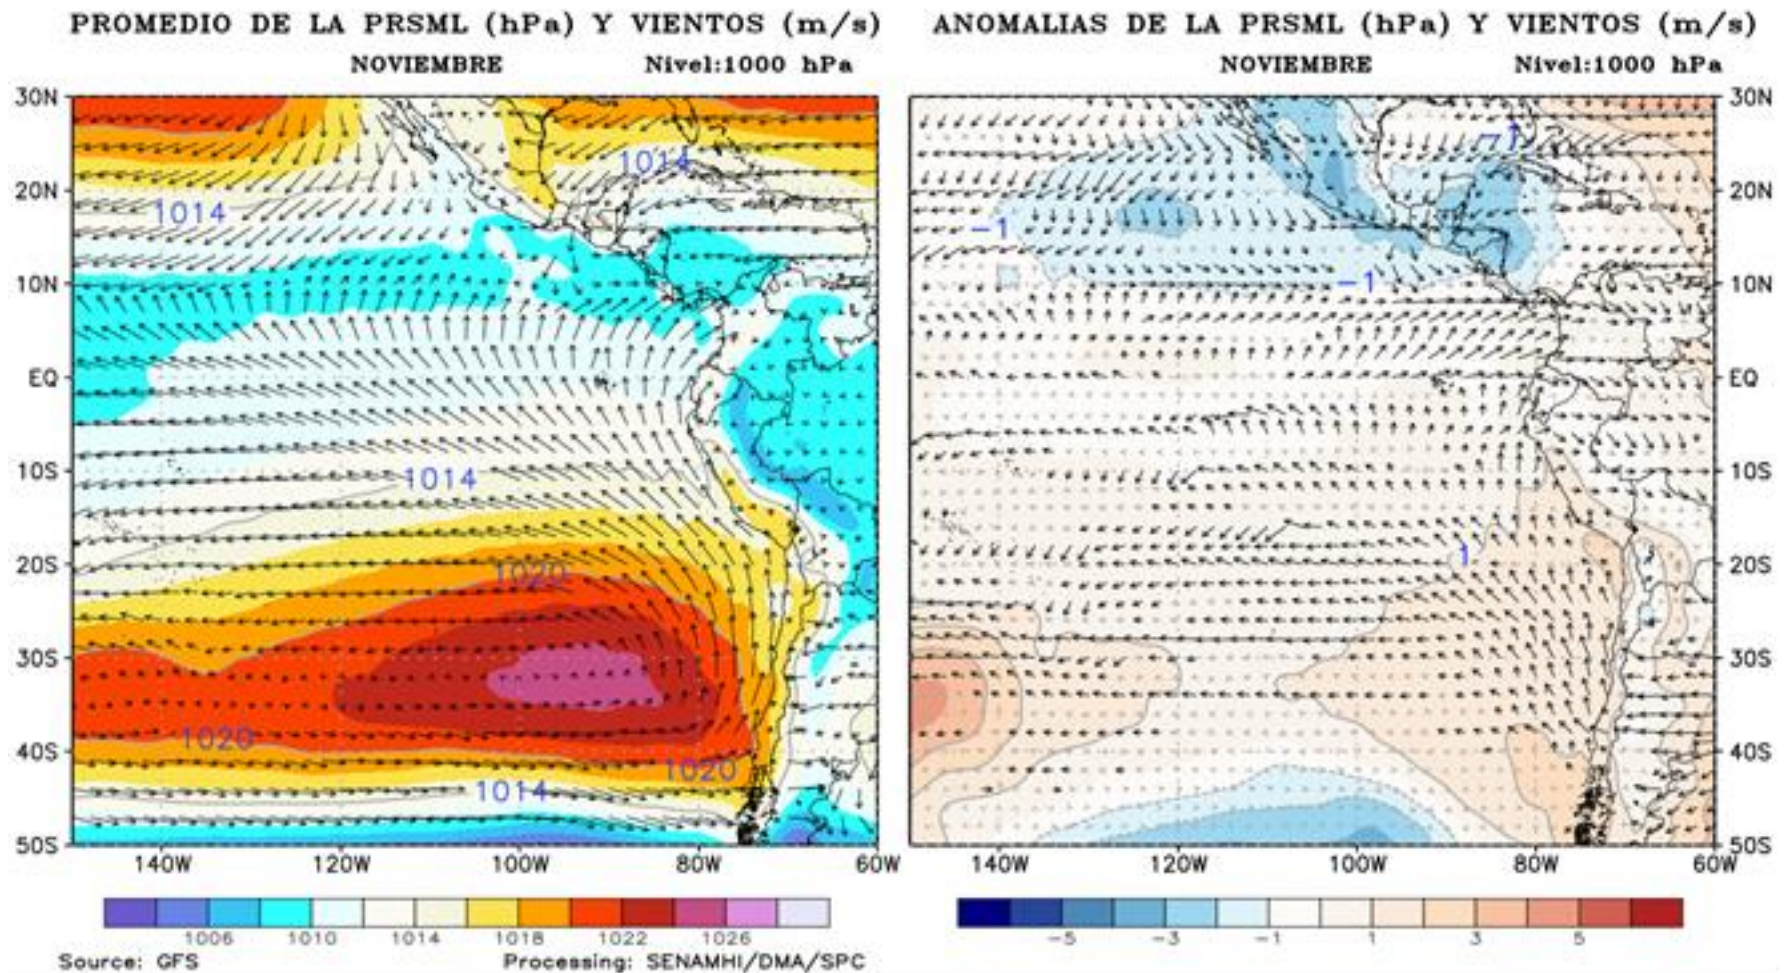 PROMEDIO DE LA PRSML (hPa) Y VIENTOS (m/s)
NOVIEMBRE Nivel:1000 hPa
30N
20N
10N
EQ
10S
20S
30S
40S
50S
140W 120W 100W 80W 60W
1014
1014
1014
1020
1020
1020
1014
1006 1010 1014 1018 1022 1026
Source: GFS Processing: SENAMHI/DMA/SPC
ANOMALIAS DE LA PRSML (hPa) Y VIENTOS (m/s)
NOVIEMBRE Nivel:1000 hPa
30N
20N
10N
EQ
10S
20S
30S
40S
50S
140W 120W 100W 80W 60W
-1
-1
-1
1
-5 -3 -1 1 3 5